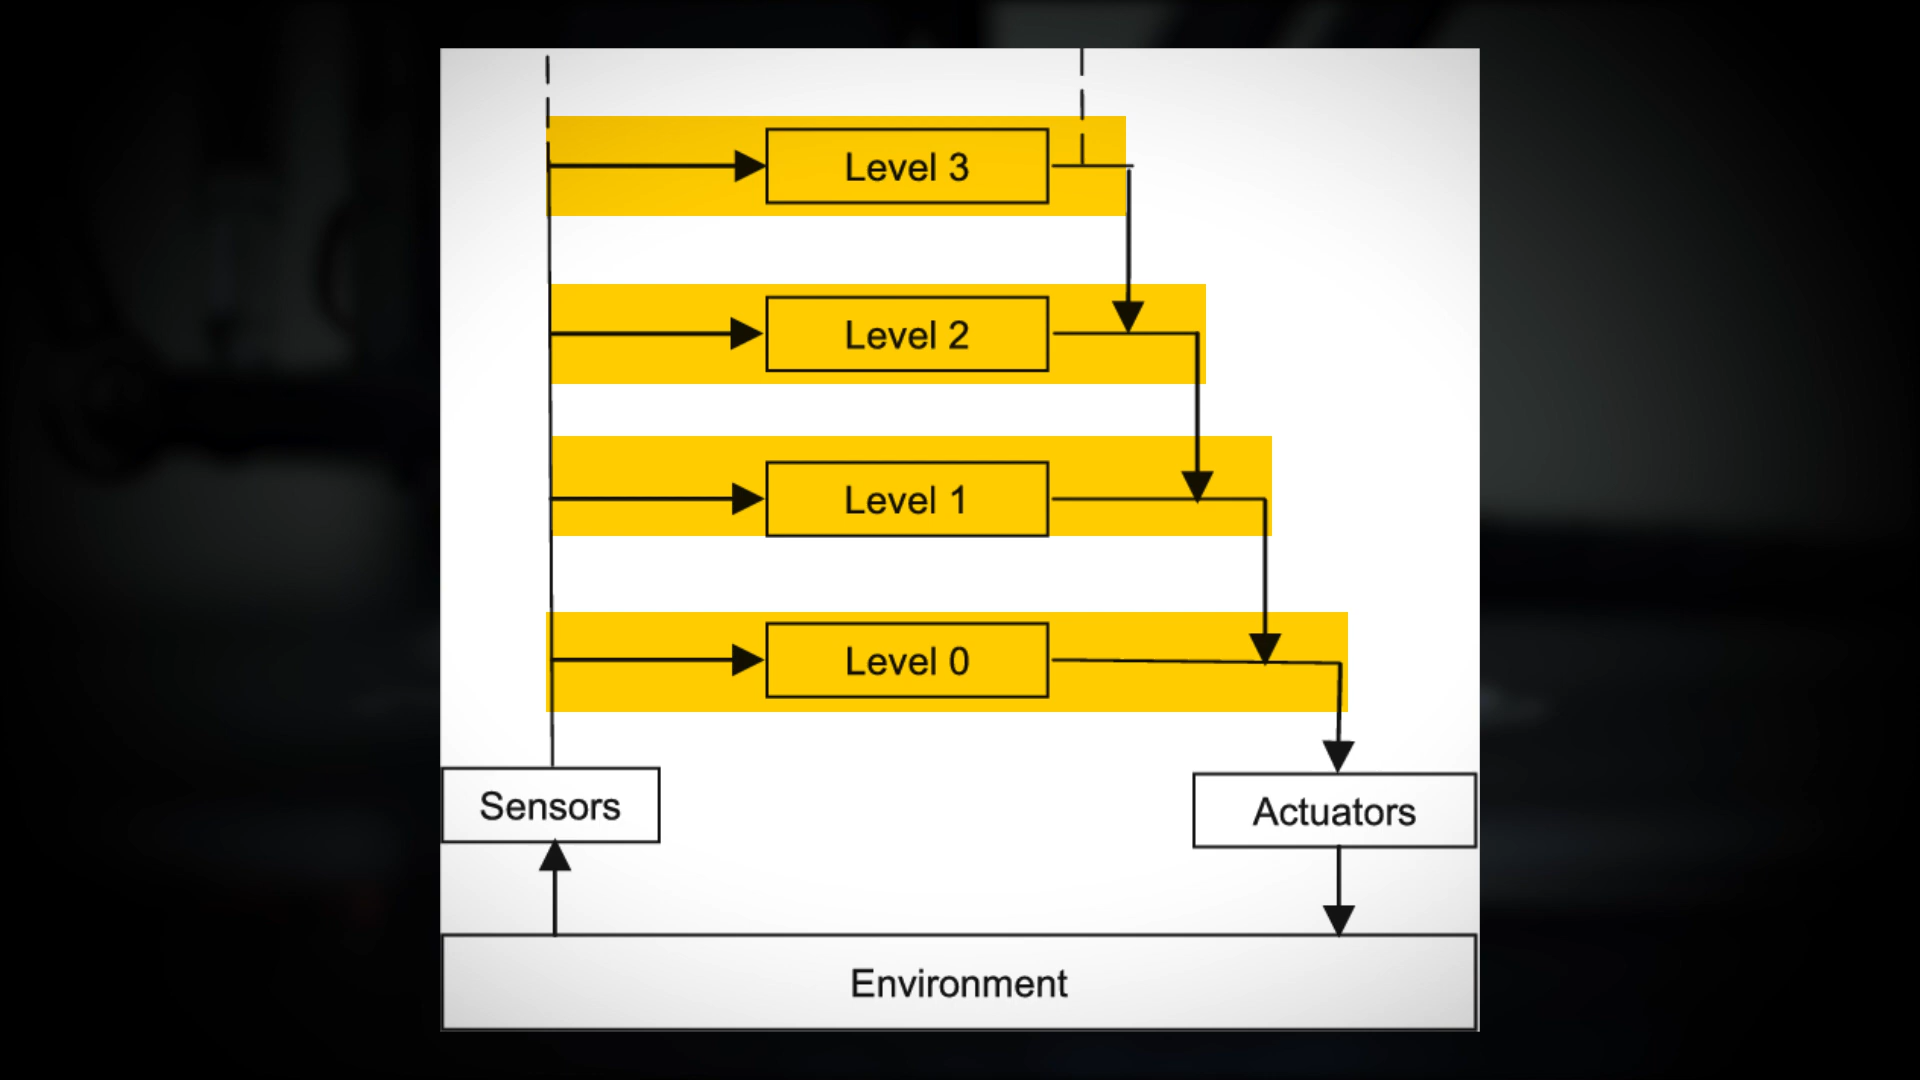 Level 3
Level 2
Level 1
Level 0
Sensors
Actuators
Environment